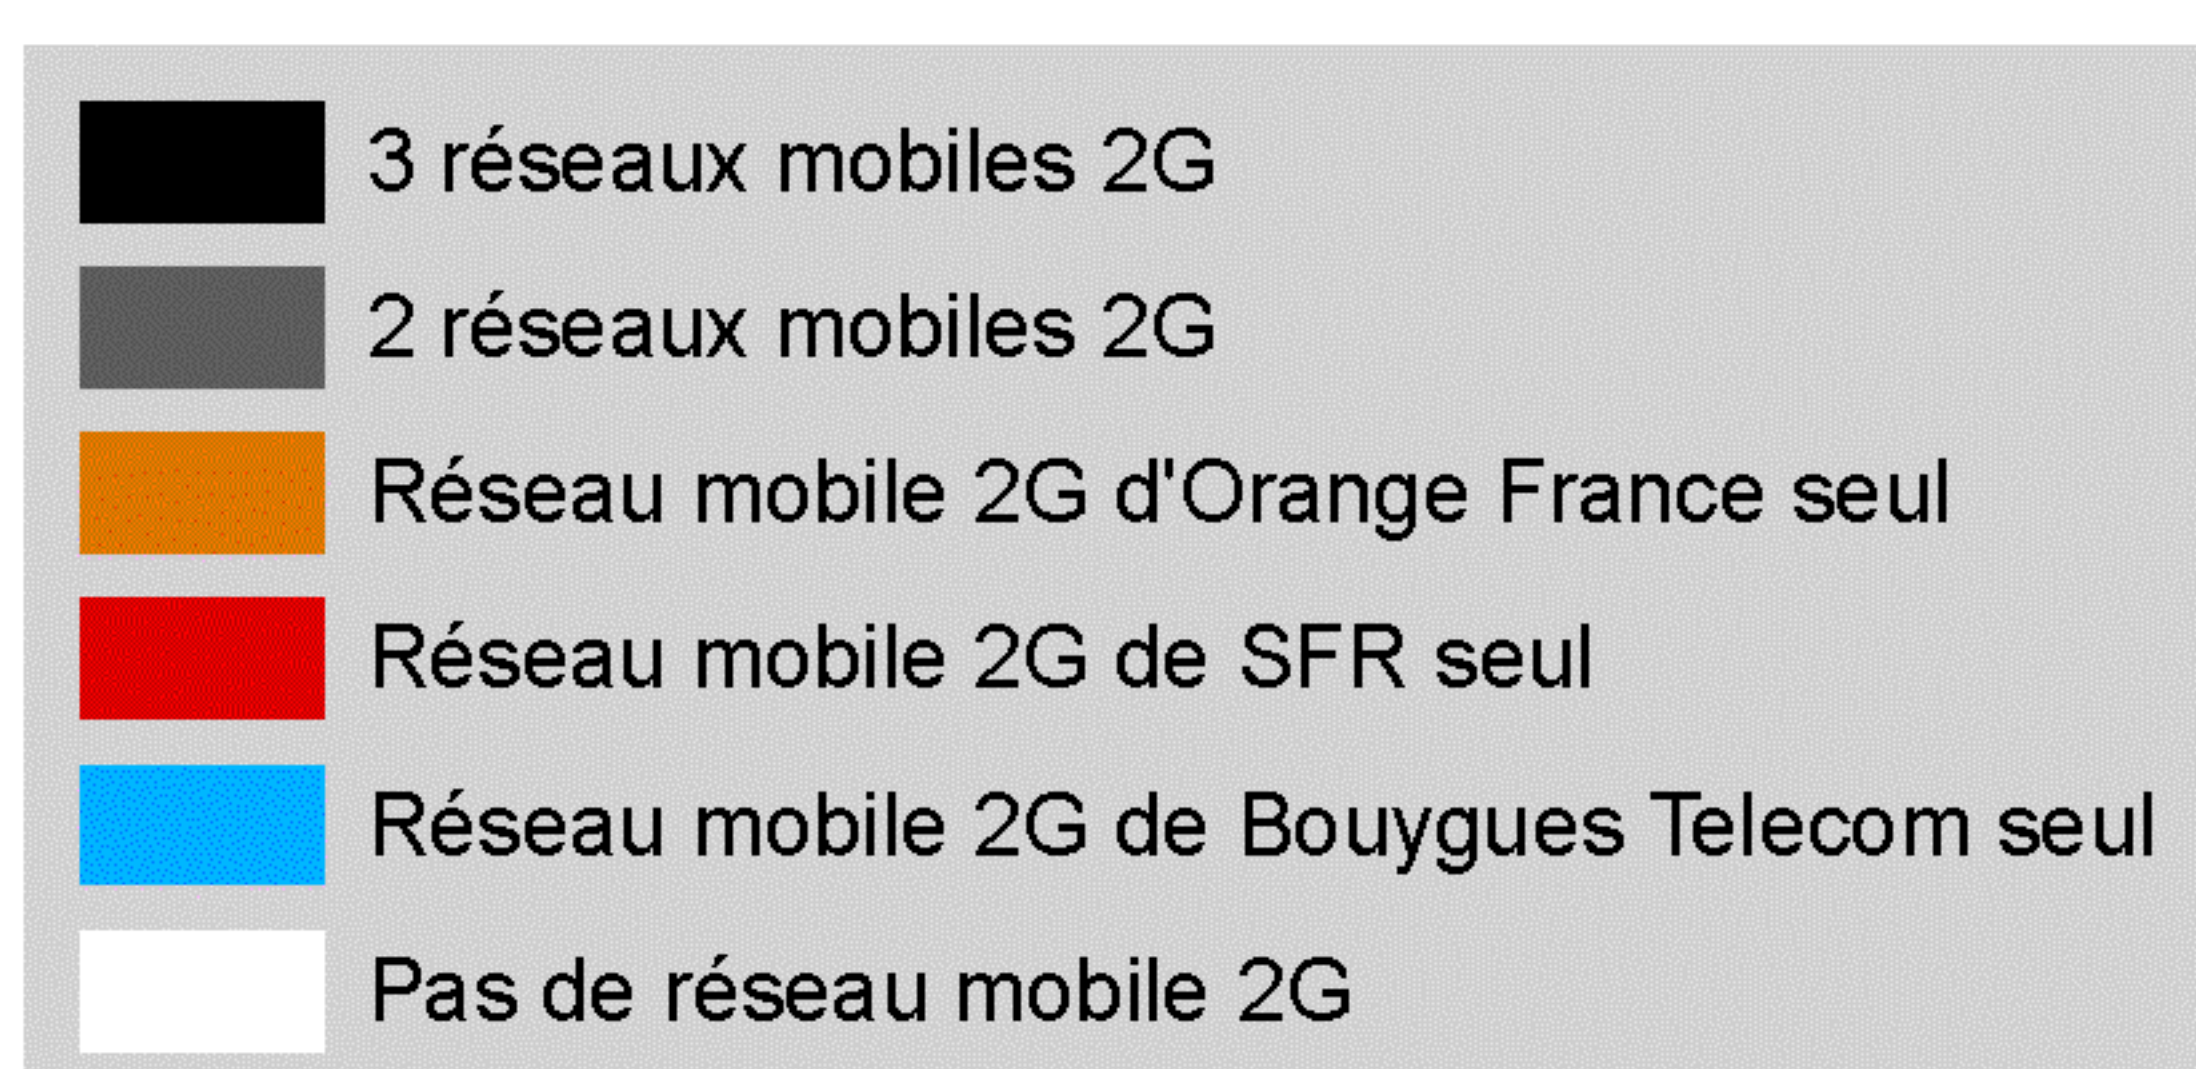 3 réseaux mobiles 2G
2 réseaux mobiles 2G
Réseau mobile 2G d'Orange France seul
Réseau mobile 2G de SFR seul
Réseau mobile 2G de Bouygues Telecom seul
Pas de réseau mobile 2G